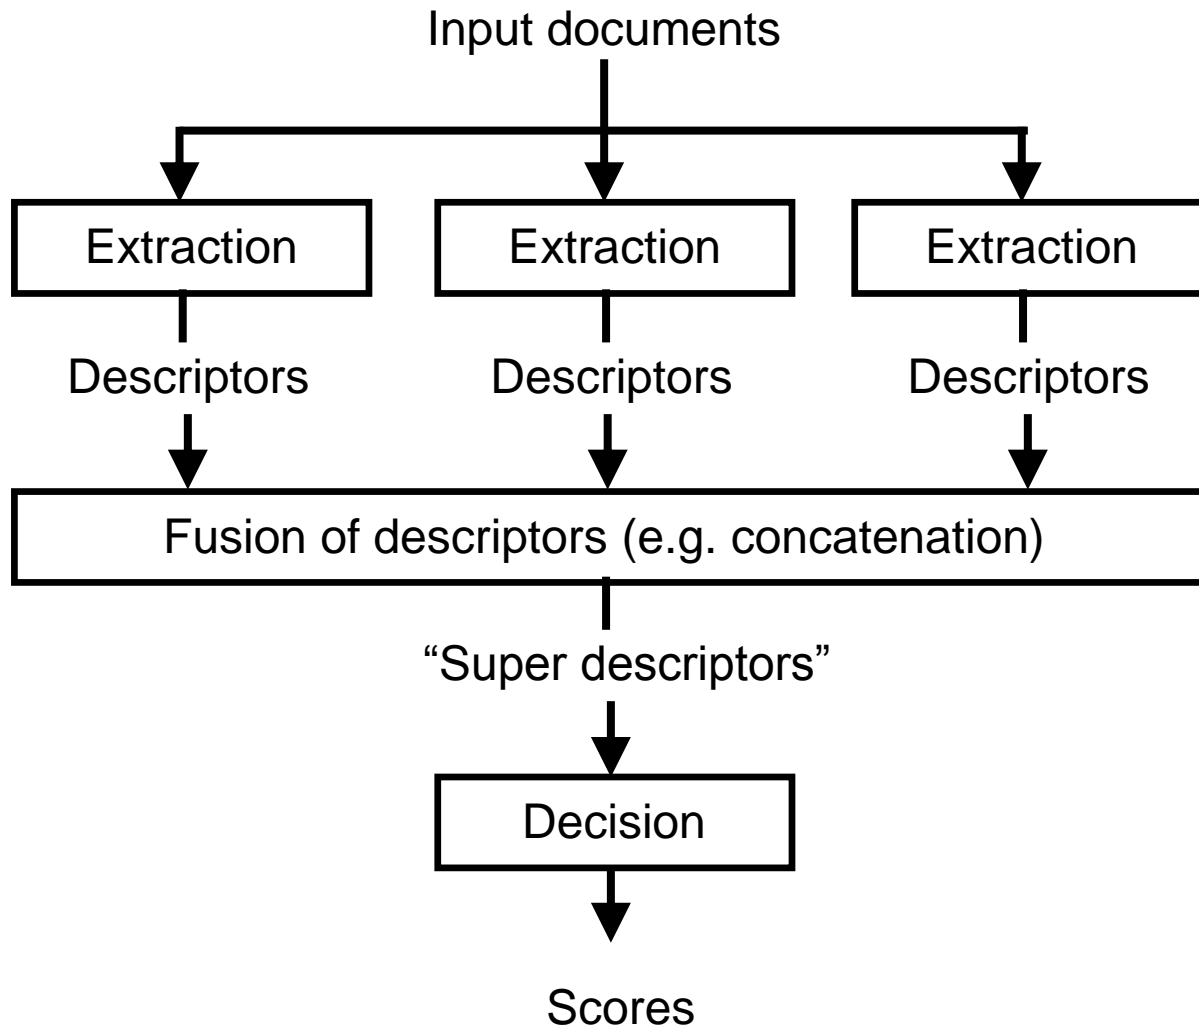 Input documents
Extraction
Extraction
Extraction
Descriptors
Descriptors
Descriptors
Fusion of descriptors (e.g. concatenation)
“Super descriptors”
Decision
Scores